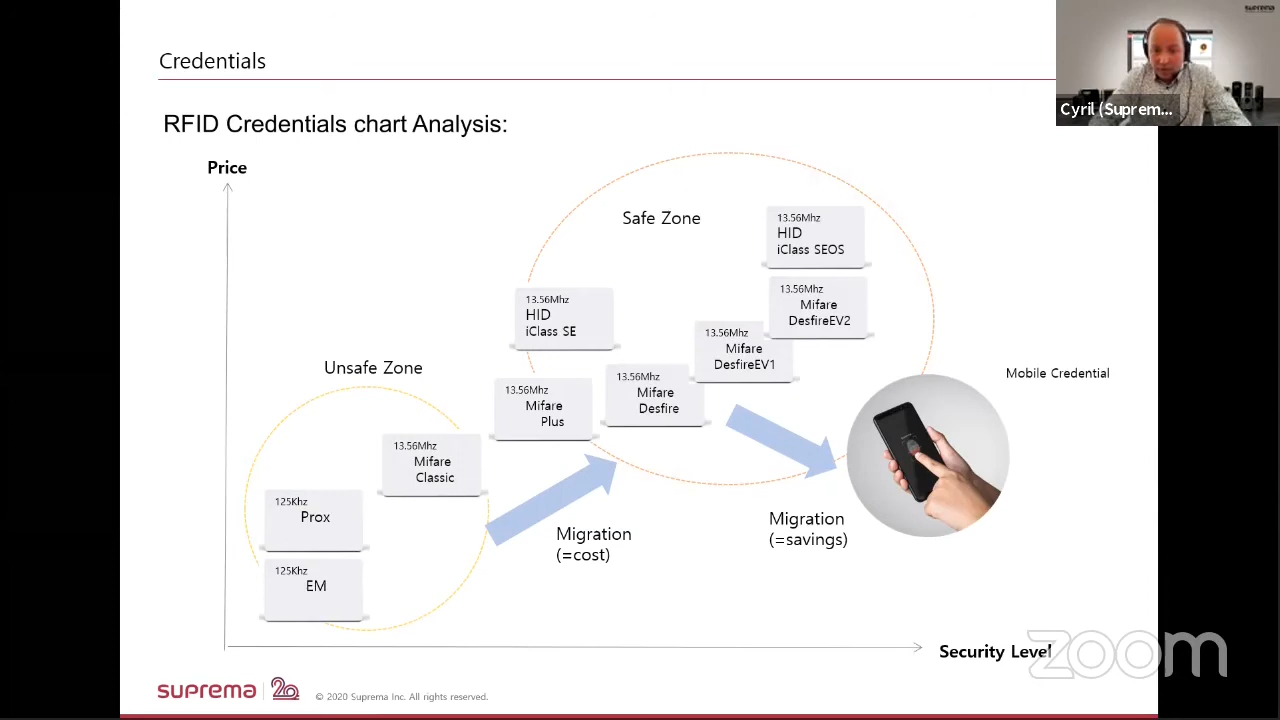 Credentials
SUPREMA
Cyril (Suprem...
RFID Credentials chart Analysis:
Price
Safe Zone
13.56Mhz
HID
iClass SEOS
13.56Mhz
Mifare
DesfireEV2
13.56Mhz
HID
iClass SE
13.56Mhz
Mifare
DesfireEV1
Unsafe Zone
13.56Mhz
Mifare
Desfire
Mobile Credential
13.56Mhz
Mifare
Plus
13.56Mhz
Mifare
Classic
125Khz
Prox
125Khz
EM
Migration
(=cost)
Migration
(=savings)
Security Level
zoom
suprema
20
© 2020 Suprema Inc. All rights reserved.